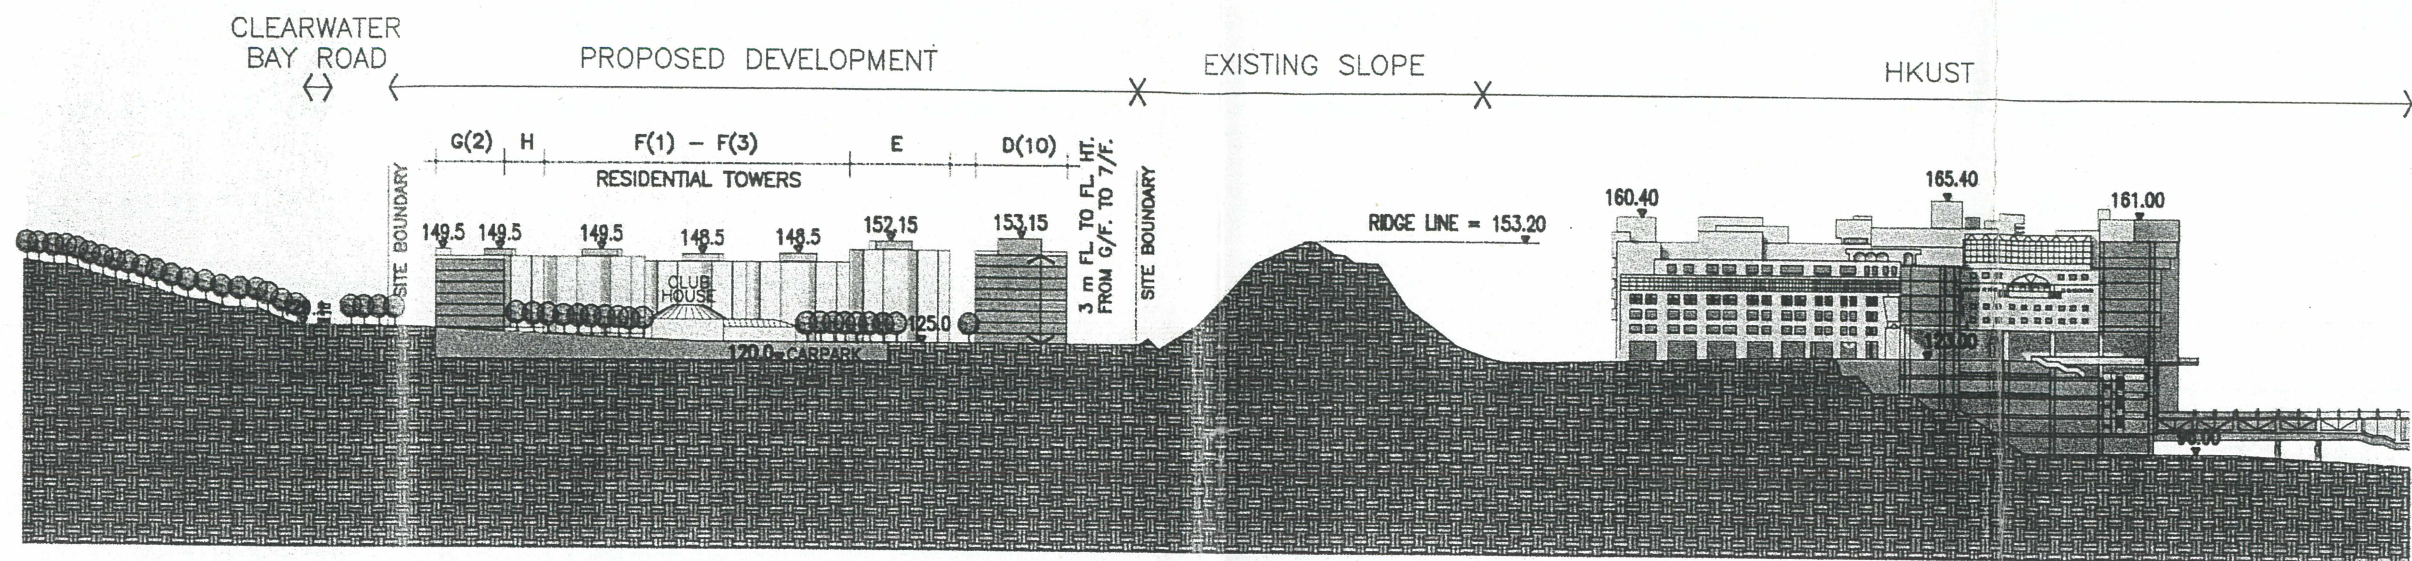 CLEARWATER
BAY ROAD
PROPOSED DEVELOPMENT
EXISTING SLOPE
HKUST
G(2) H F(1) - F(3) E D(10)
RESIDENTIAL TOWERS
SITE BOUNDARY
3 m FL. TO FL. HT.
FROM G/F. TO 7/F.
SITE BOUNDARY
149.5 149.5 149.5 148.5 148.5 152.15 153.15
RIDGE LINE = 153.20
160.40
165.40
161.00
CLUB
HOUSE
125.0
120.0 CARPARK
123.00